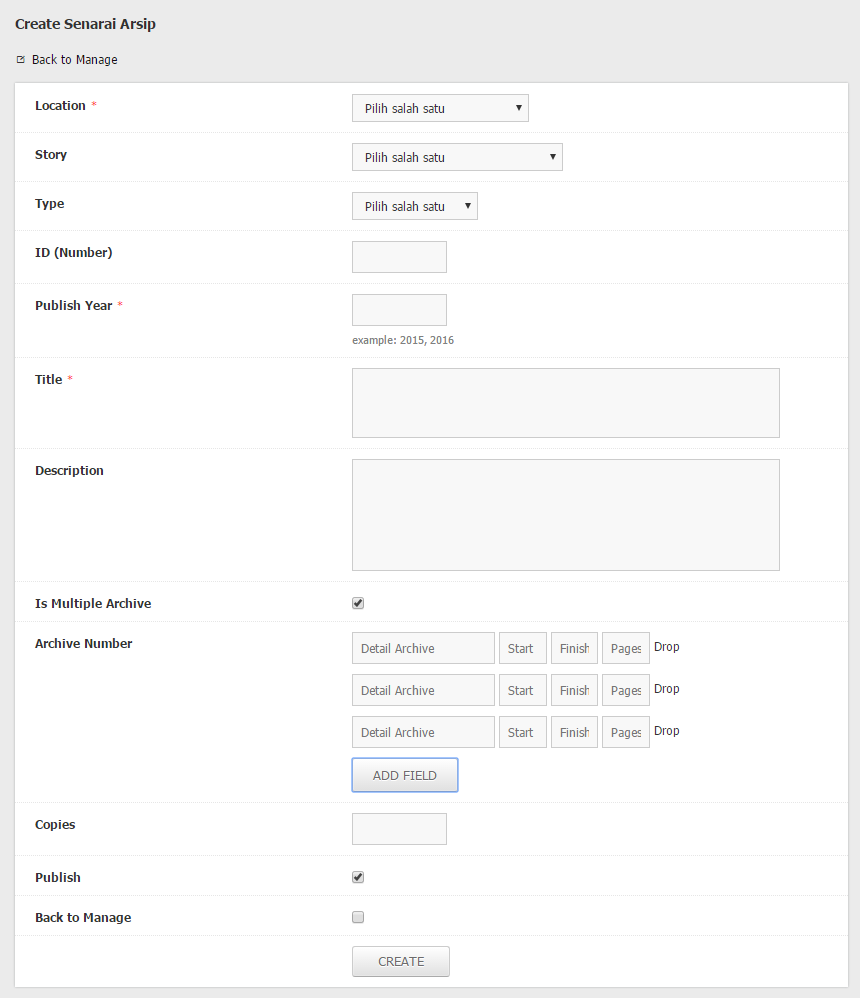 Create Senarai Arsip
Back to Manage
Location *
Pilih salah satu
Story
Pilih salah satu
Type
Pilih salah satu
ID (Number)
Publish Year *
example: 2015, 2016
Title *
Description
Is Multiple Archive
Archive Number
Detail Archive Start Finish Pages Drop
Detail Archive Start Finish Pages Drop
Detail Archive Start Finish Pages Drop
ADD FIELD
Copies
Publish
Back to Manage
CREATE